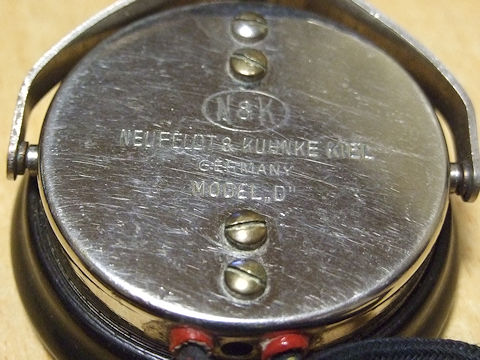 N&K
NEUFELDT & KUHNKE KIEL
GERMANY
MODEL „D"